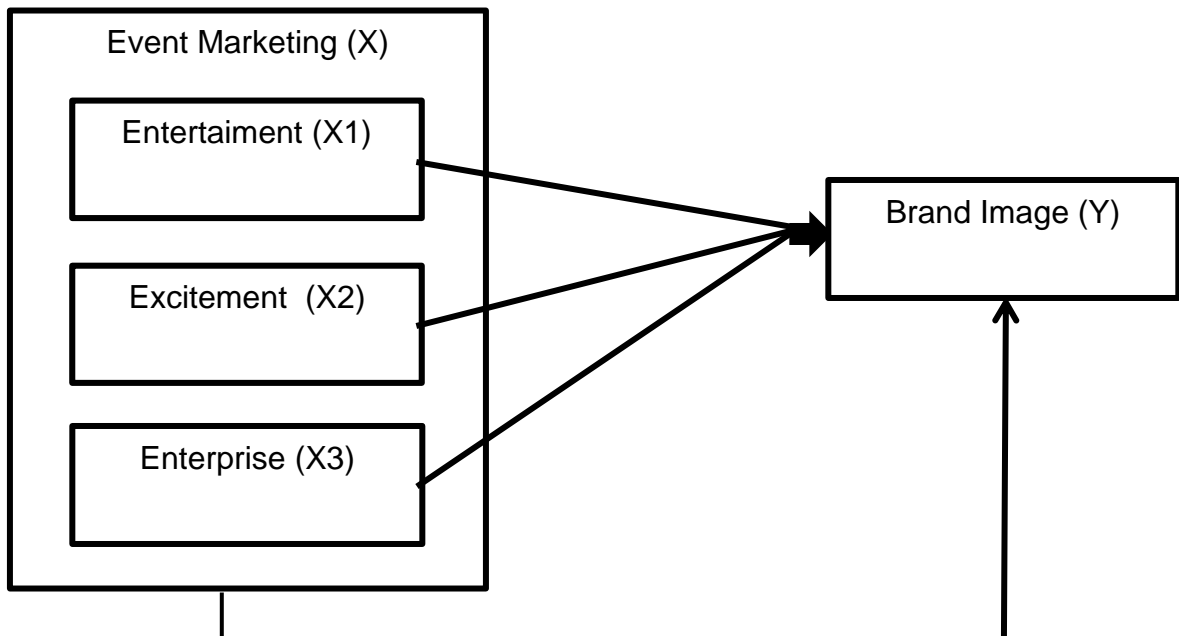 Event Marketing (X)
Entertaiment (X1)
Brand Image (Y)
Excitement  (X2)
Enterprise (X3)